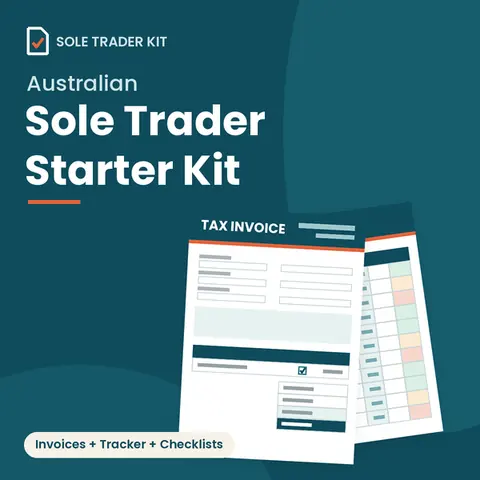 SOLE TRADER KIT
Australian
Sole Trader
Starter Kit
TAX INVOICE
Invoices + Tracker + Checklists